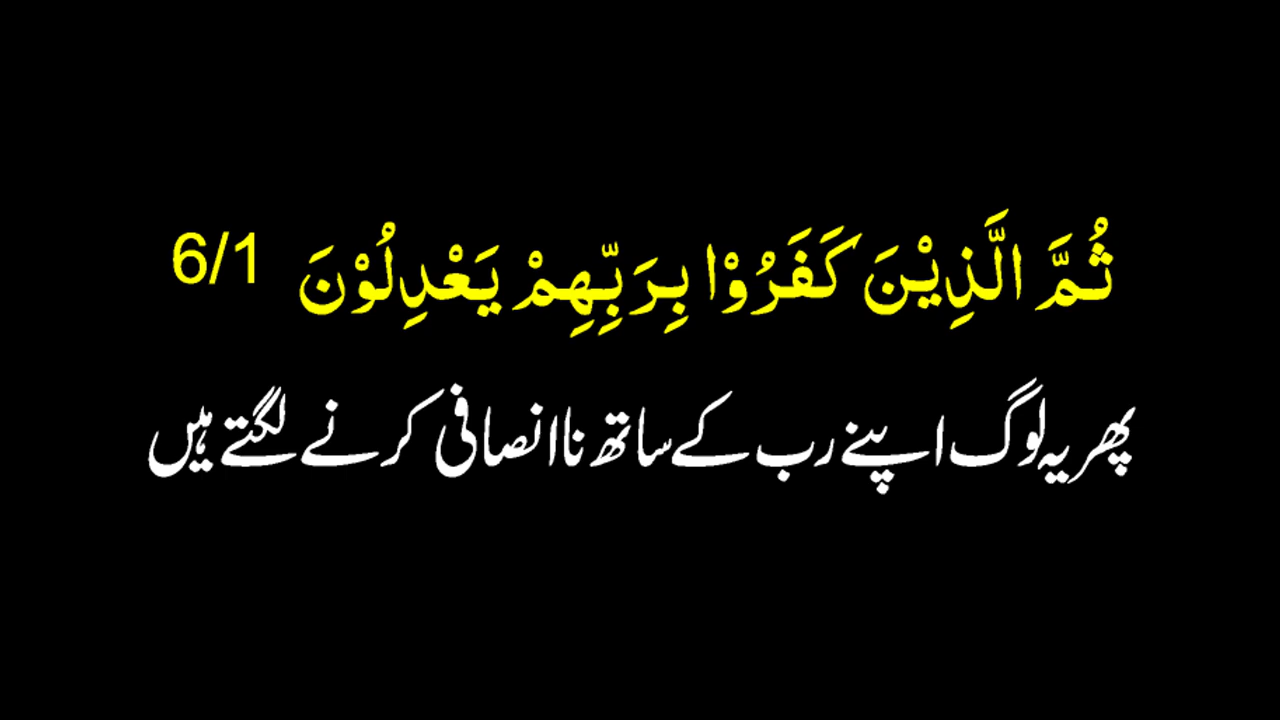 ثُمَّ الَّذِيْنَ كَفَرُوْا بِرَبِّهِمْ يَعْدِلُوْنَ 6/1
پھر یہ لوگ اپنے رب کے ساتھ ناانصافی کرنے لگتے ہیں